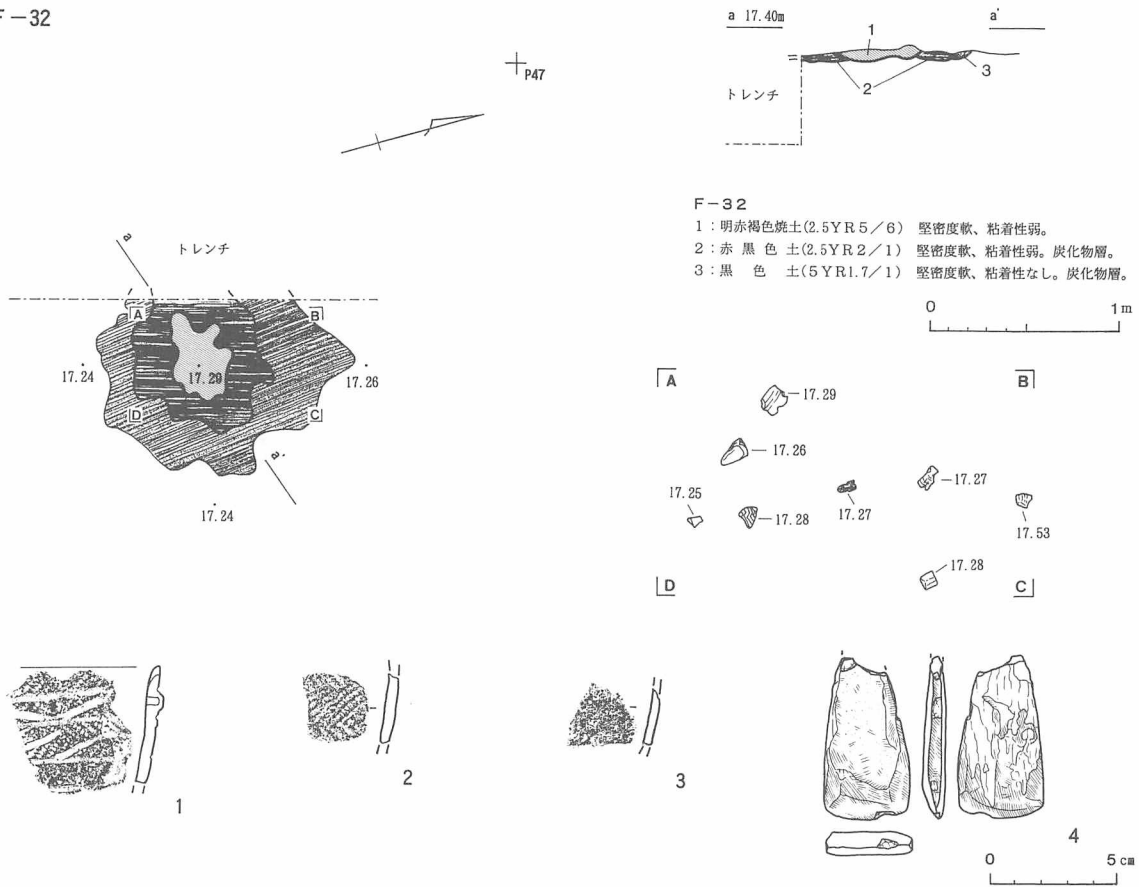 F-32
a 17.40m
a'
1
3
2
トレンチ
P47
F-32
1：明赤褐色焼土(2.5YR5／6) 堅密度軟、粘着性弱。
2：赤 黒 色 土(2.5YR2／1) 堅密度軟、粘着性弱。炭化物層。
3：黒 色 土(5YR1.7／1) 堅密度軟、粘着性なし。炭化物層。
0 1m
a
トレンチ
A
B
17.24
17.29
17.26
D
C
a'
17.24
A
B
17.29
17.26
17.27
17.25
17.28
17.27
17.53
17.28
D
C
1
2
3
4
0 5cm